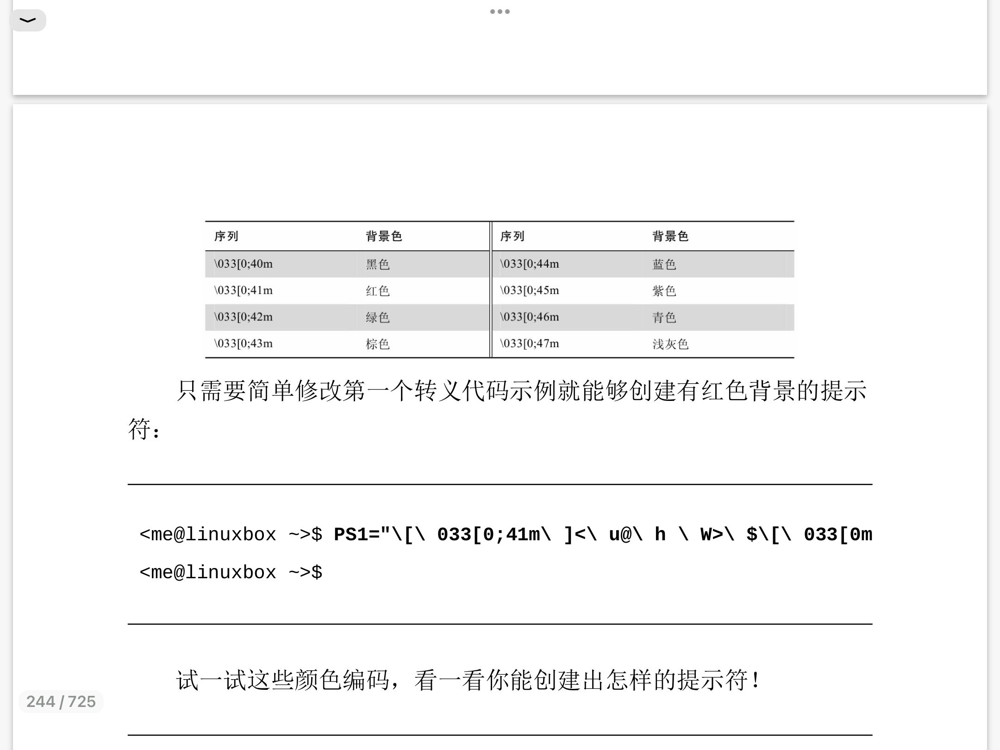 序列 背景色 序列 背景色
\033[0;40m 黑色 \033[0;44m 蓝色
\033[0;41m 红色 \033[0;45m 紫色
\033[0;42m 绿色 \033[0;46m 青色
\033[0;43m 棕色 \033[0;47m 浅灰色
只需要简单修改第一个转义代码示例就能够创建有红色背景的提示
符：
<me@linuxbox ~>$ PS1="\[\ 033[0;41m\ ]<\ u@\ h \ W>\ $\[\ 033[0m
<me@linuxbox ~>$
试一试这些颜色编码，看一看你能创建出怎样的提示符！
244 / 725